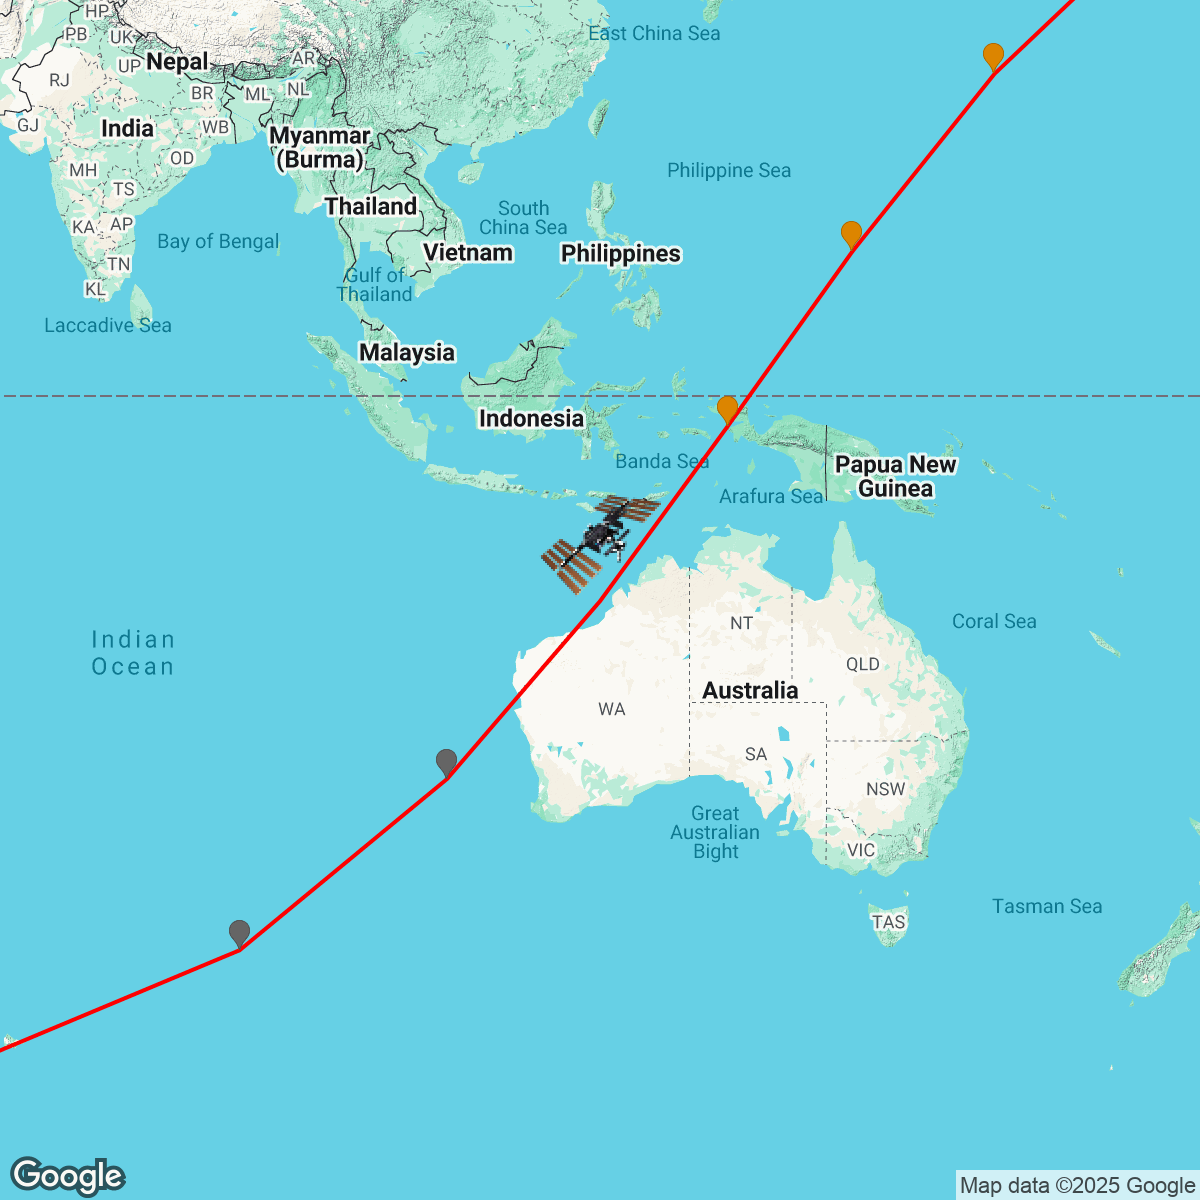 HP
PB
UK
East China Sea
Nepal
AR
UP
RJ
BR
ML
NL
GJ
India
WB
Myanmar
(Burma)
OD
MH
Philippine Sea
TS
Thailand
South
China Sea
KA
AP
Bay of Bengal
Vietnam
Philippines
TN
Gulf of
Thailand
KL
Laccadive Sea
Malaysia
Indonesia
Banda Sea
Papua New
Guinea
Arafura Sea
Indian
Ocean
NT
Coral Sea
QLD
Australia
WA
SA
NSW
Great
Australian
Bight
VIC
Tasman Sea
TAS
Google
Map data ©2025 Google